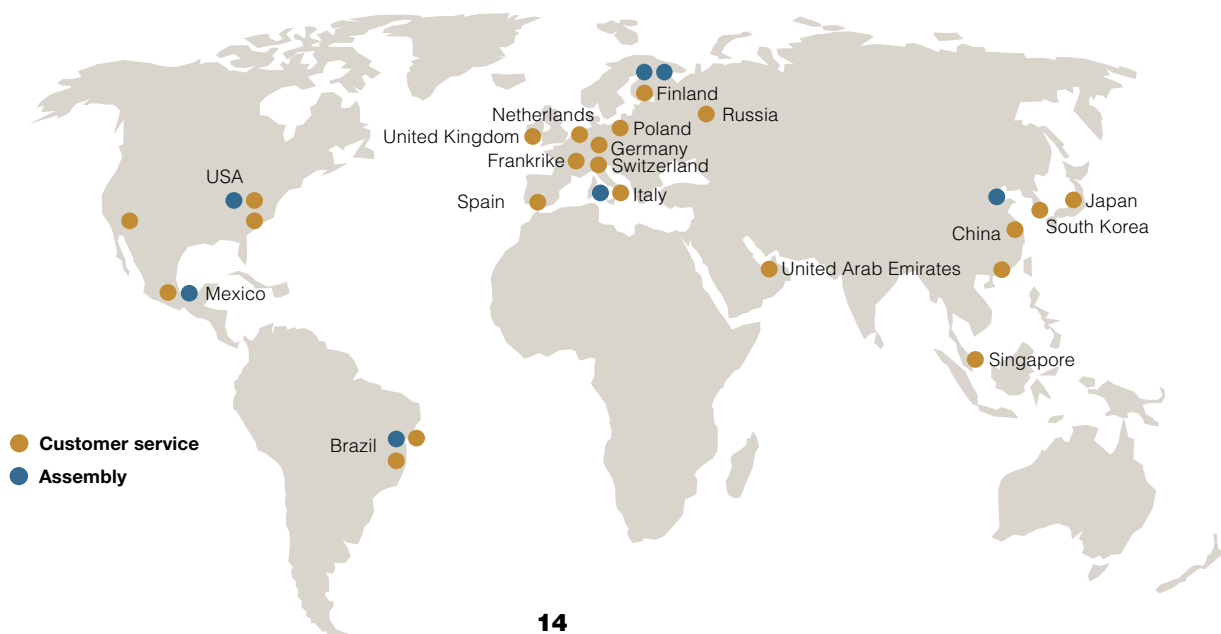 Finland
Netherlands
Russia
Poland
United Kingdom
Germany
Frankrike
Switzerland
USA
Spain
Italy
Japan
South Korea
China
United Arab Emirates
Mexico
Singapore
Customer service
Brazil
Assembly
14